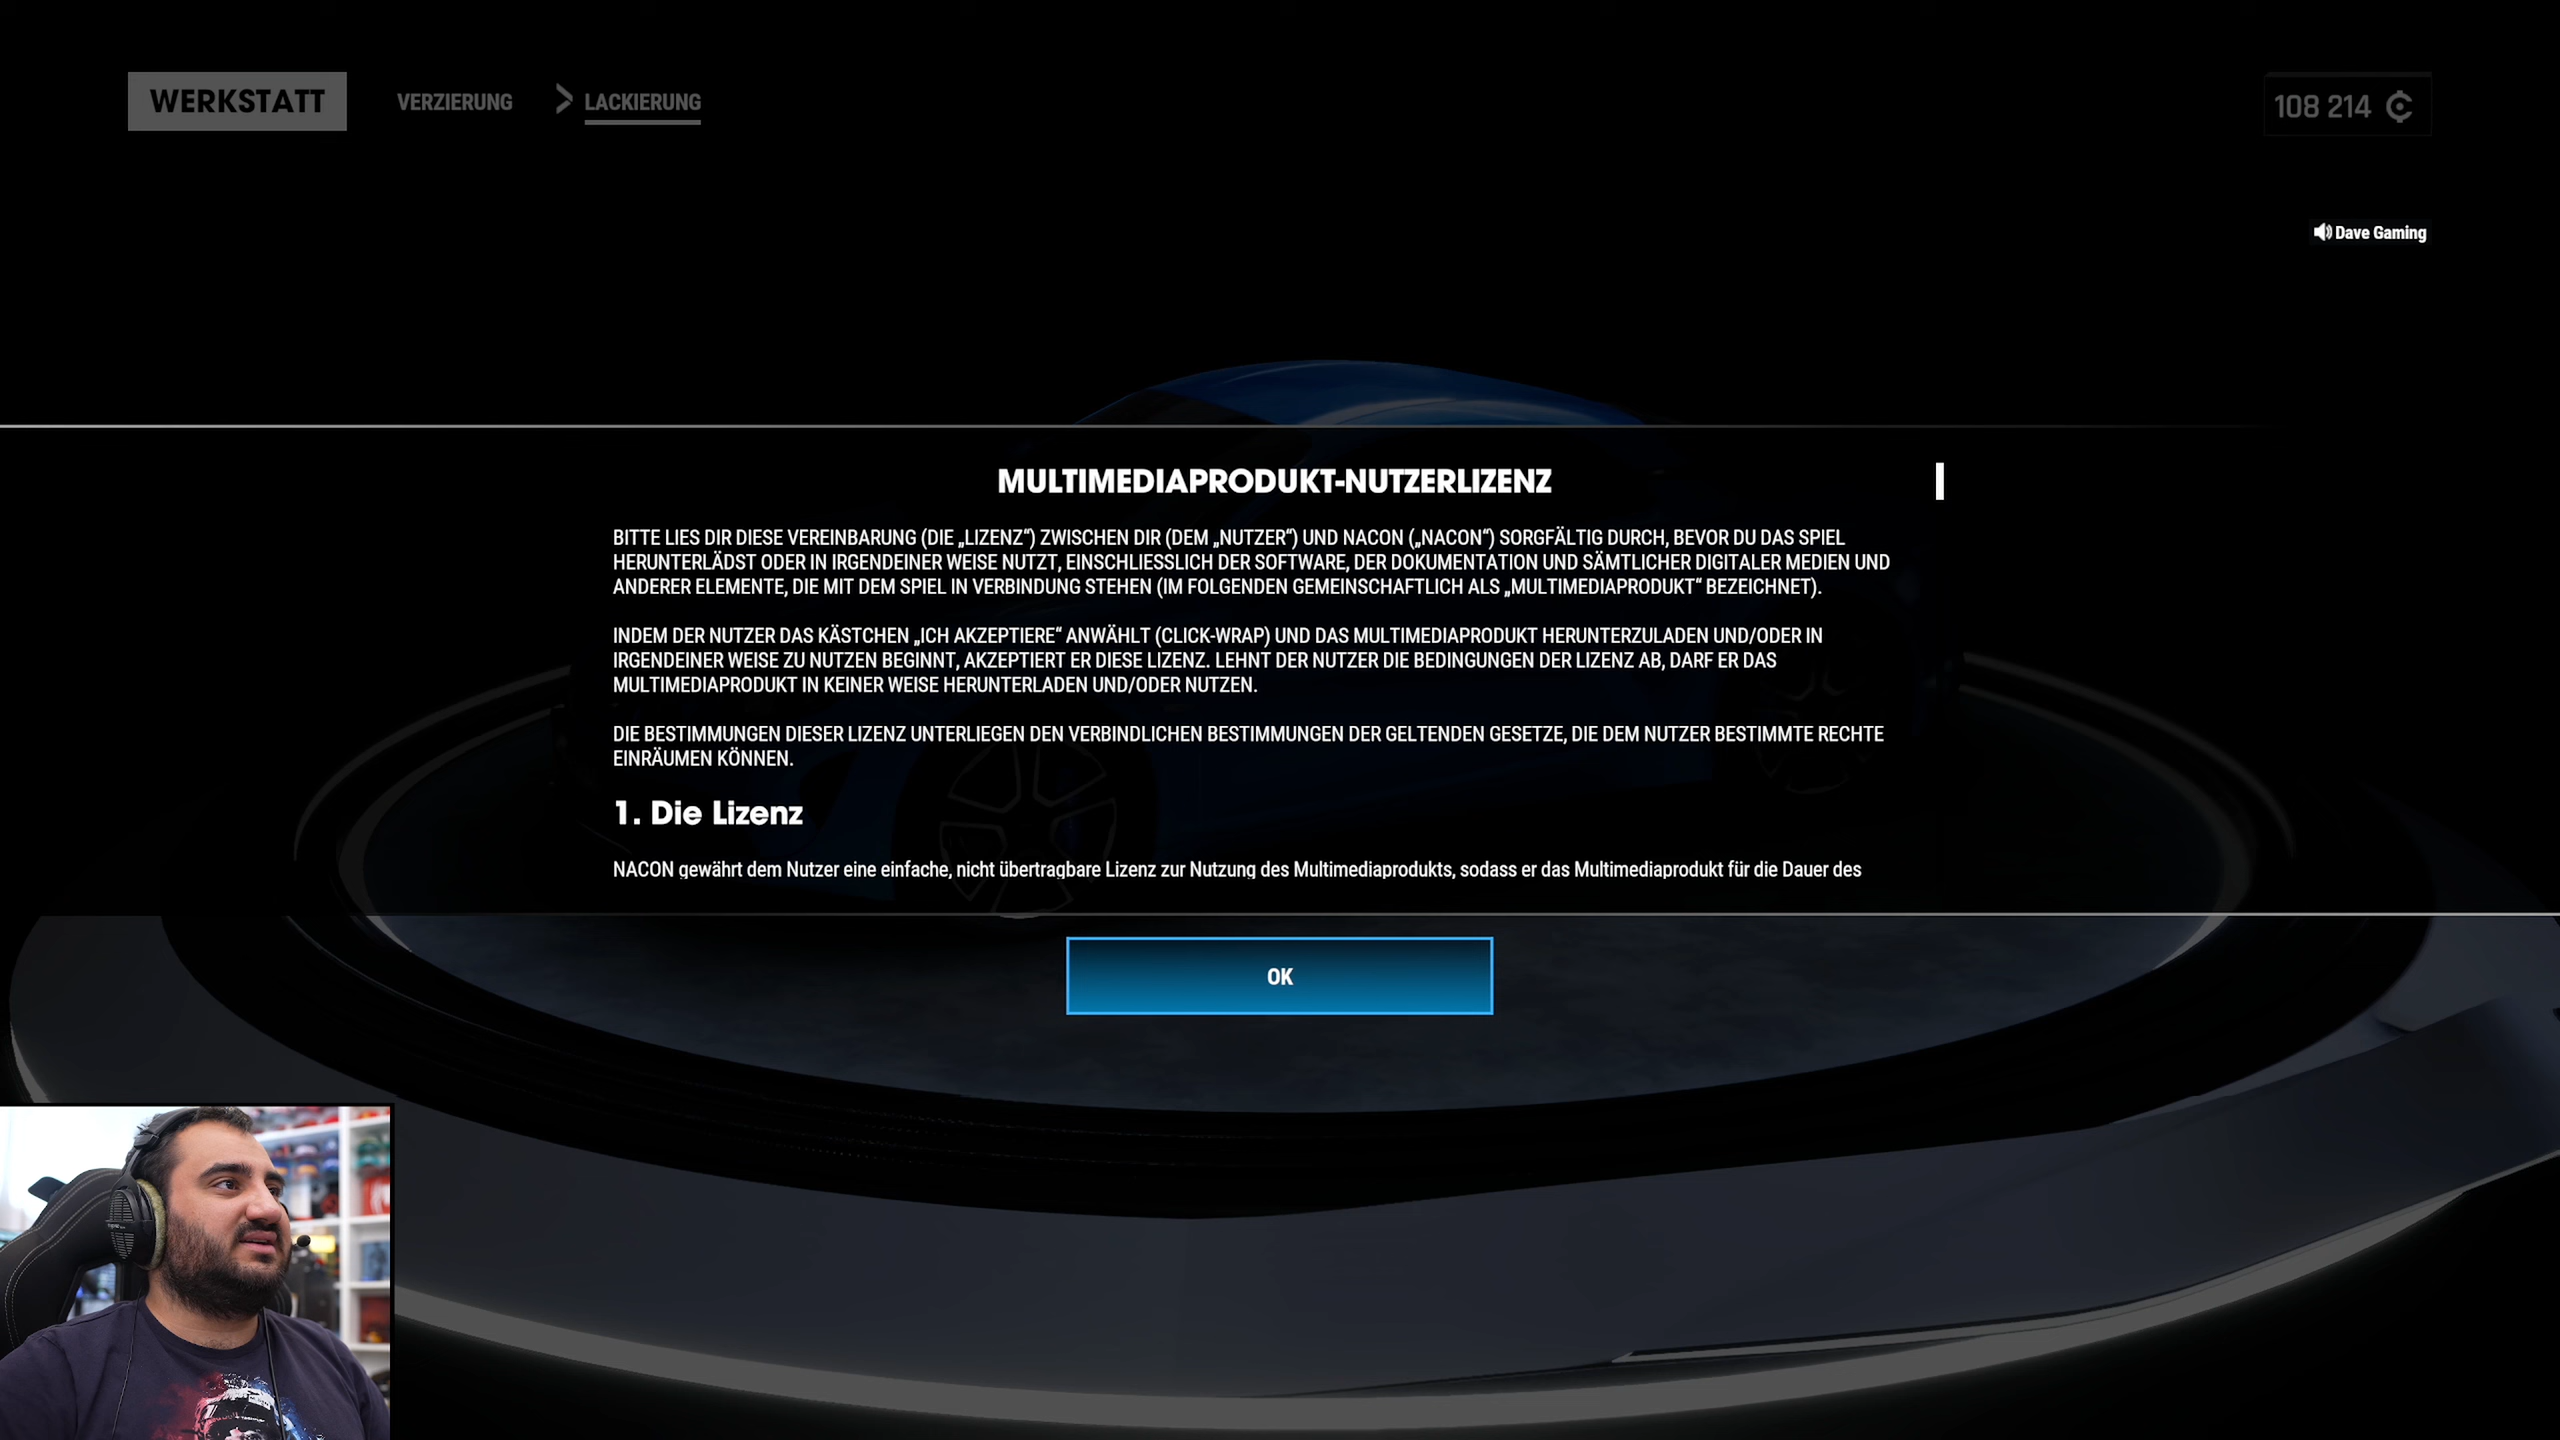 WERKSTATT
VERZIERUNG
LACKIERUNG
108 214
Dave Gaming
MULTIMEDIAPRODUKT-NUTZERLIZENZ
BITTE LIES DIR DIESE VEREINBARUNG (DIE „LIZENZ“) ZWISCHEN DIR (DEM „NUTZER“) UND NACON („NACON“) SORGFÄLTIG DURCH, BEVOR DU DAS SPIEL
HERUNTERLÄDST ODER IN IRGENDEINER WEISE NUTZT, EINSCHLIESSLICH DER SOFTWARE, DER DOKUMENTATION UND SÄMTLICHER DIGITALER MEDIEN UND
ANDERER ELEMENTE, DIE MIT DEM SPIEL IN VERBINDUNG STEHEN (IM FOLGENDEN GEMEINSCHAFTLICH ALS „MULTIMEDIAPRODUKT“ BEZEICHNET).
INDEM DER NUTZER DAS KÄSTCHEN „ICH AKZEPTIERE“ ANWÄHLT (CLICK-WRAP) UND DAS MULTIMEDIAPRODUKT HERUNTERZULADEN UND/ODER IN
IRGENDEINER WEISE ZU NUTZEN BEGINNT, AKZEPTIERT ER DIESE LIZENZ. LEHNT DER NUTZER DIE BEDINGUNGEN DER LIZENZ AB, DARF ER DAS
MULTIMEDIAPRODUKT IN KEINER WEISE HERUNTERLADEN UND/ODER NUTZEN.
DIE BESTIMMUNGEN DIESER LIZENZ UNTERLIEGEN DEN VERBINDLICHEN BESTIMMUNGEN DER GELTENDEN GESETZE, DIE DEM NUTZER BESTIMMTE RECHTE
EINRÄUMEN KÖNNEN.
1. Die Lizenz
NACON gewährt dem Nutzer eine einfache, nicht übertragbare Lizenz zur Nutzung des Multimediaprodukts, sodass er das Multimediaprodukt für die Dauer des
OK